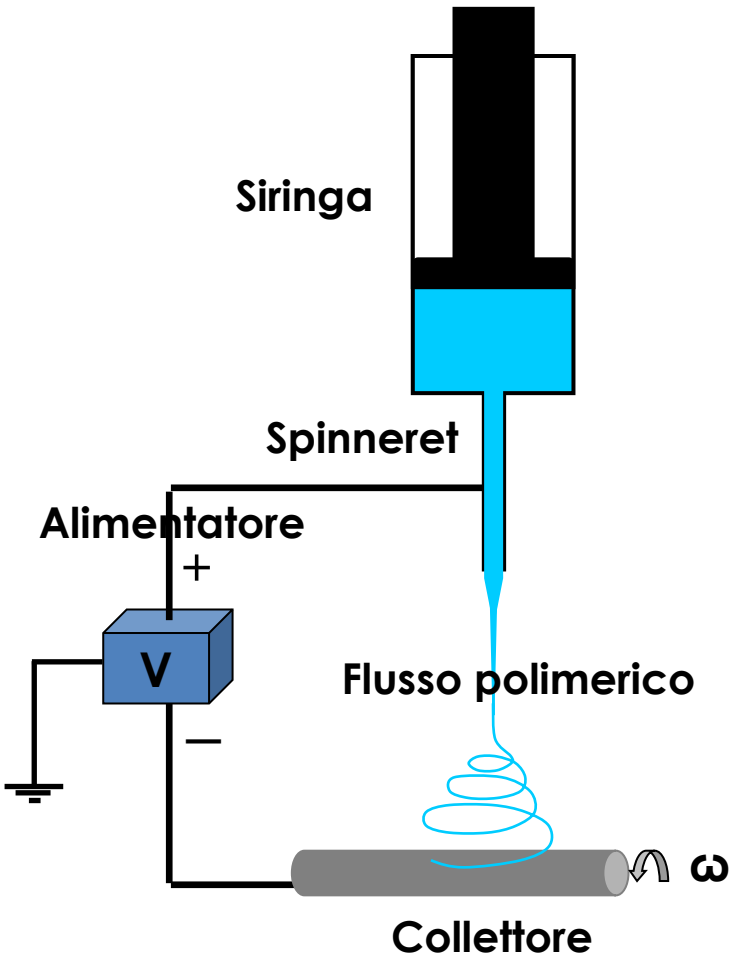 Siringa
Spinneret
Alimentatore
+
V
Flusso polimerico
−
ω
Collettore